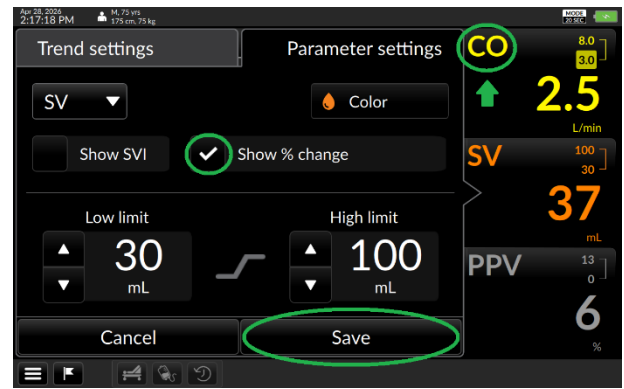 Apr 28, 2026
2:17:18 PM
M, 75 yrs
175 cm, 75 kg
MODE
20 SEC
Trend settings
Parameter settings
SV
Color
Show SVI
Show % change
Low limit
High limit
30
mL
100
mL
Cancel
Save
CO
8.0
3.0
2.5
L/min
SV
100
30
37
mL
PPV
13
0
6
%